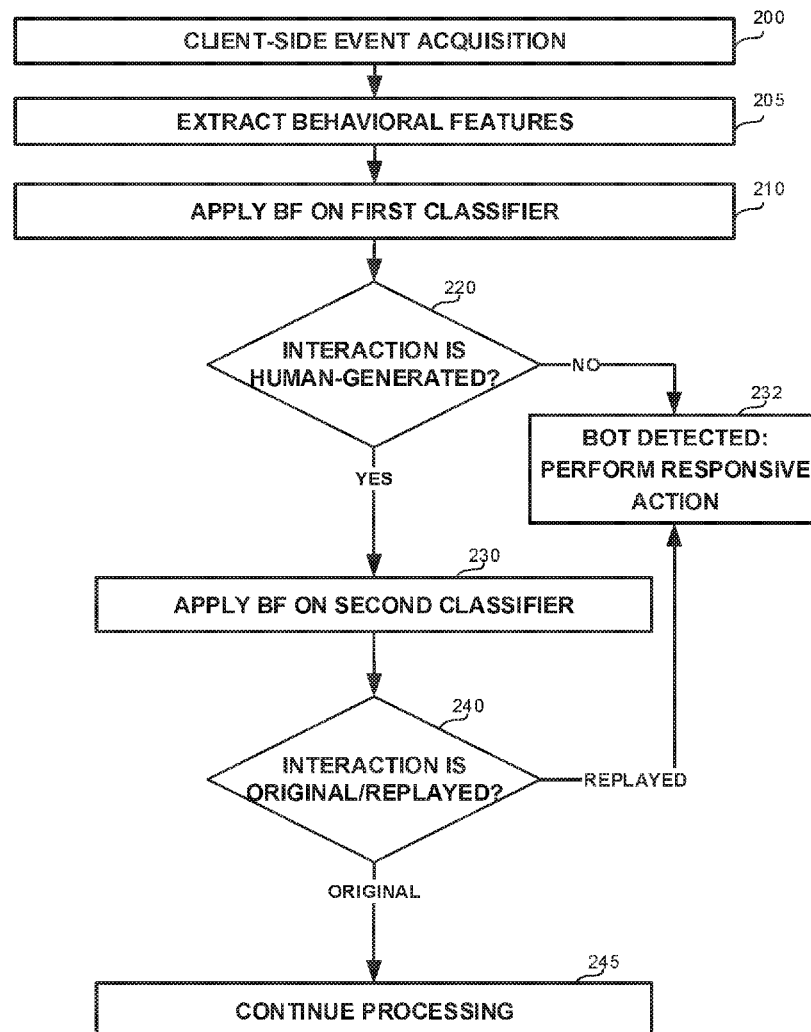 200
CLIENT-SIDE EVENT ACQUISITION
205
EXTRACT BEHAVIORAL FEATURES
210
APPLY BF ON FIRST CLASSIFIER
220
INTERACTION IS
HUMAN-GENERATED?
NO
232
BOT DETECTED:
PERFORM RESPONSIVE
ACTION
YES
230
APPLY BF ON SECOND CLASSIFIER
240
INTERACTION IS
ORIGINAL/REPLAYED?
REPLAYED
ORIGINAL
245
CONTINUE PROCESSING